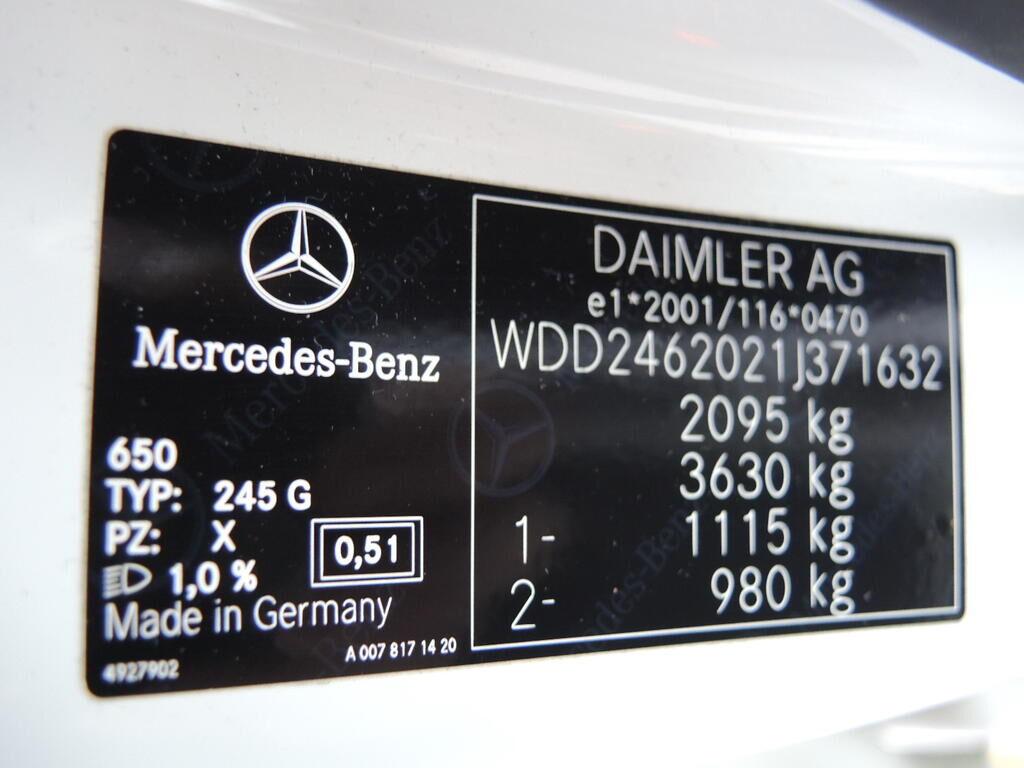 Mercedes-Benz
650
TYP: 245 G
PZ: X
0,51
1,0 %
Made in Germany
A 007 817 14 20
4927902
DAIMLER AG
e1*2001/116*0470
WDD2462021J371632
2095 kg
3630 kg
1- 1115 kg
2- 980 kg